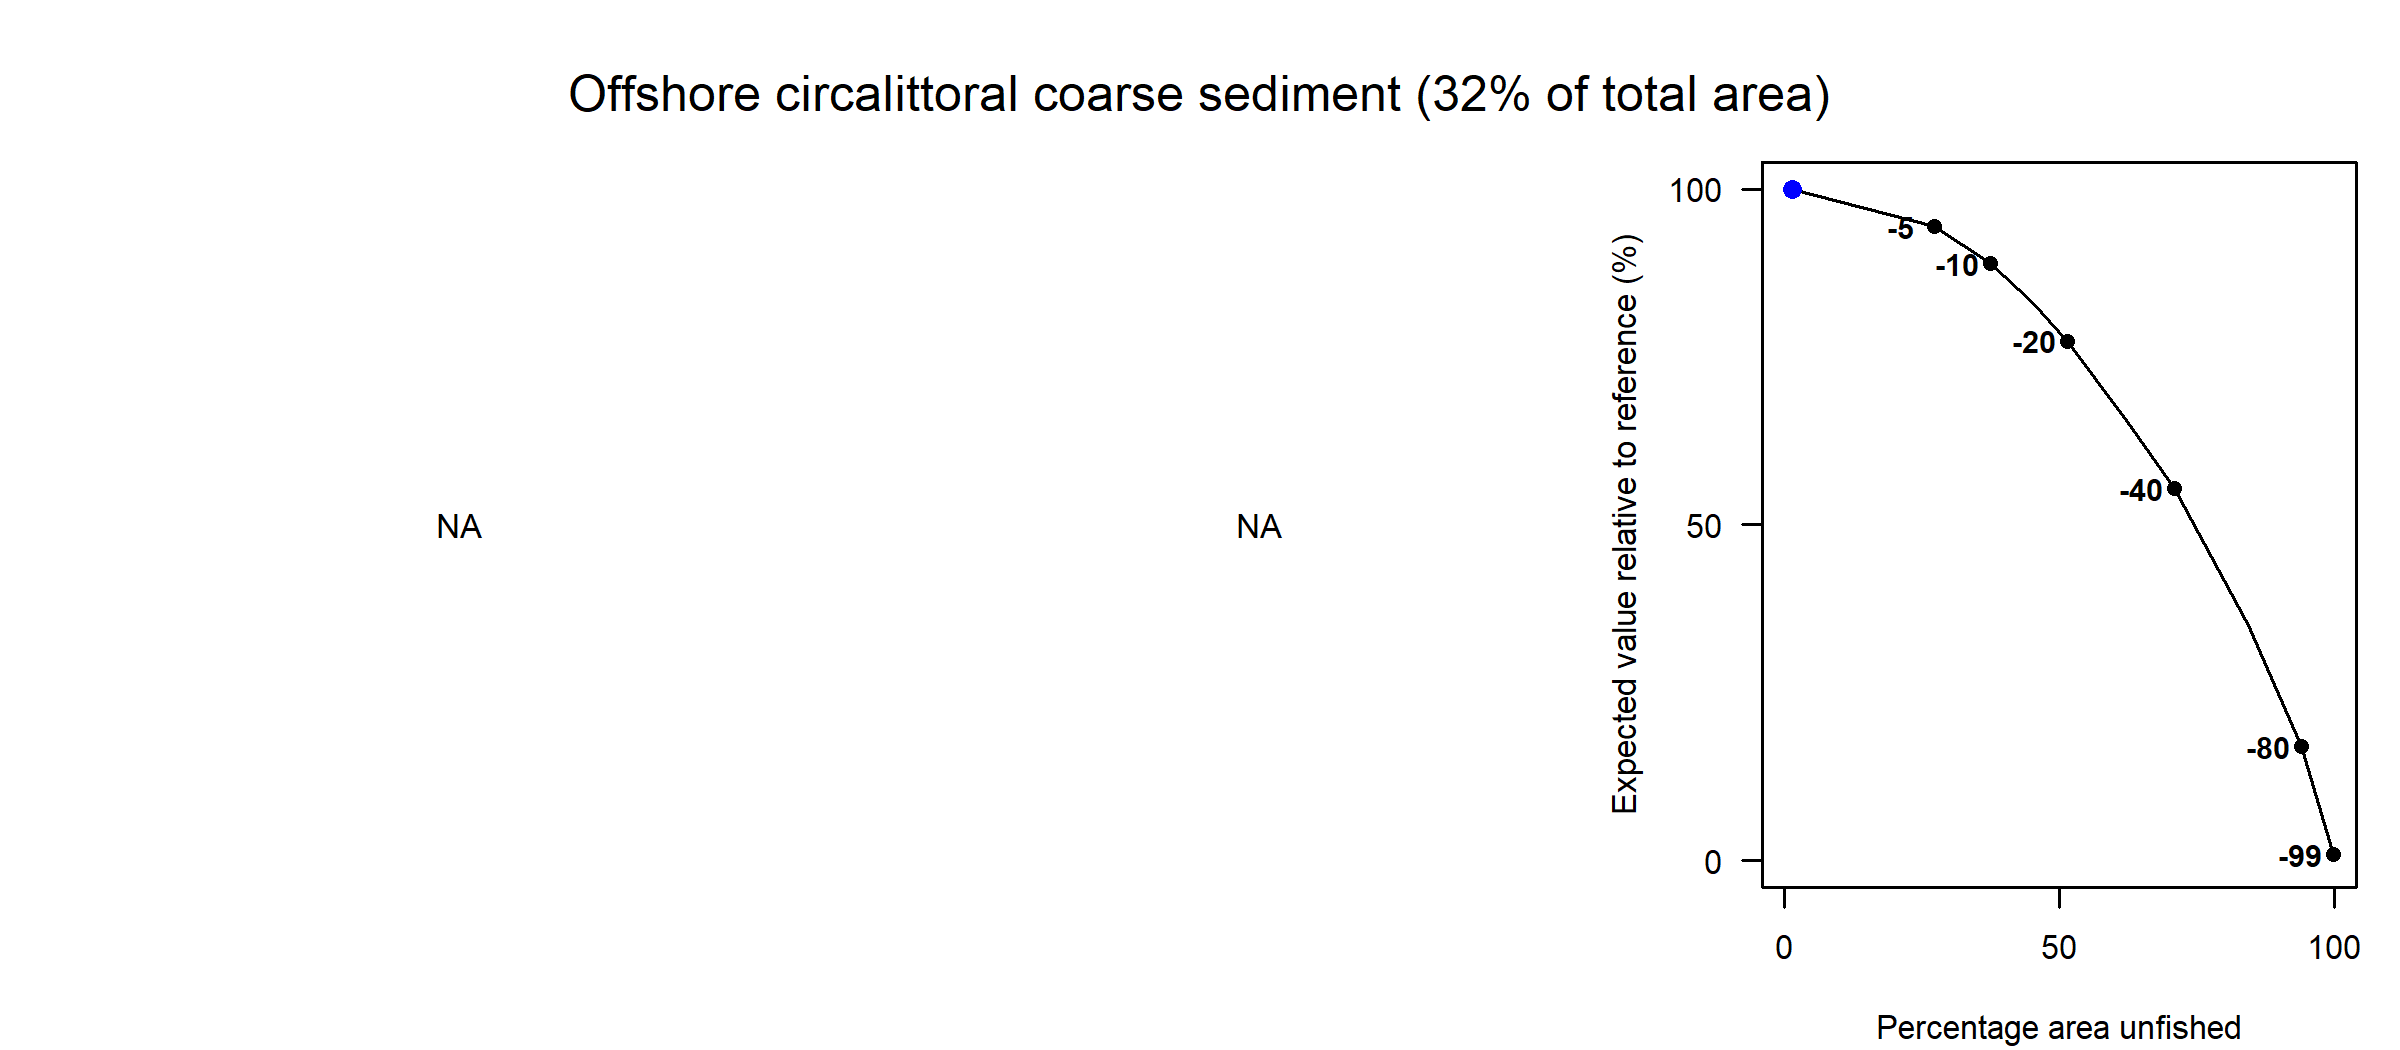 Offshore circalittoral coarse sediment (32% of total area)
NA
NA
Expected value relative to reference (%)
100
50
0
-5
-10
-20
-40
-80
-99
0
50
100
Percentage area unfished